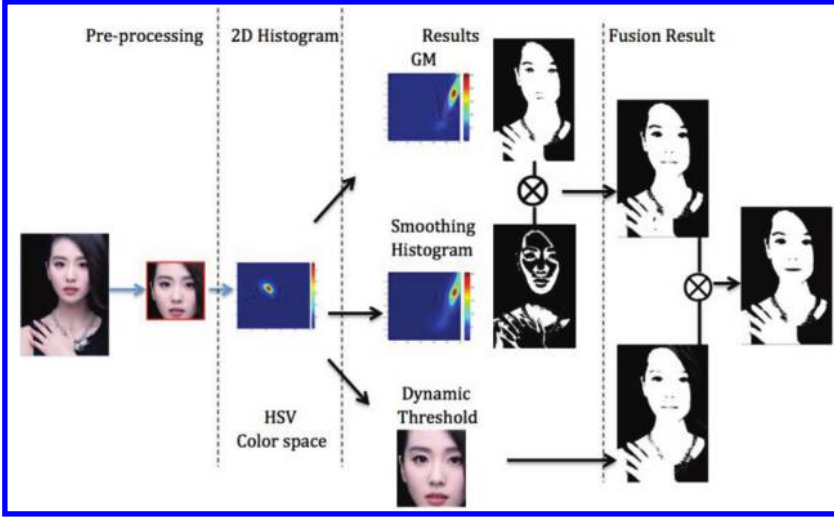 Pre-processing
2D Histogram
Results
GM
Fusion Result
Smoothing
Histogram
HSV
Color space
Dynamic
Threshold